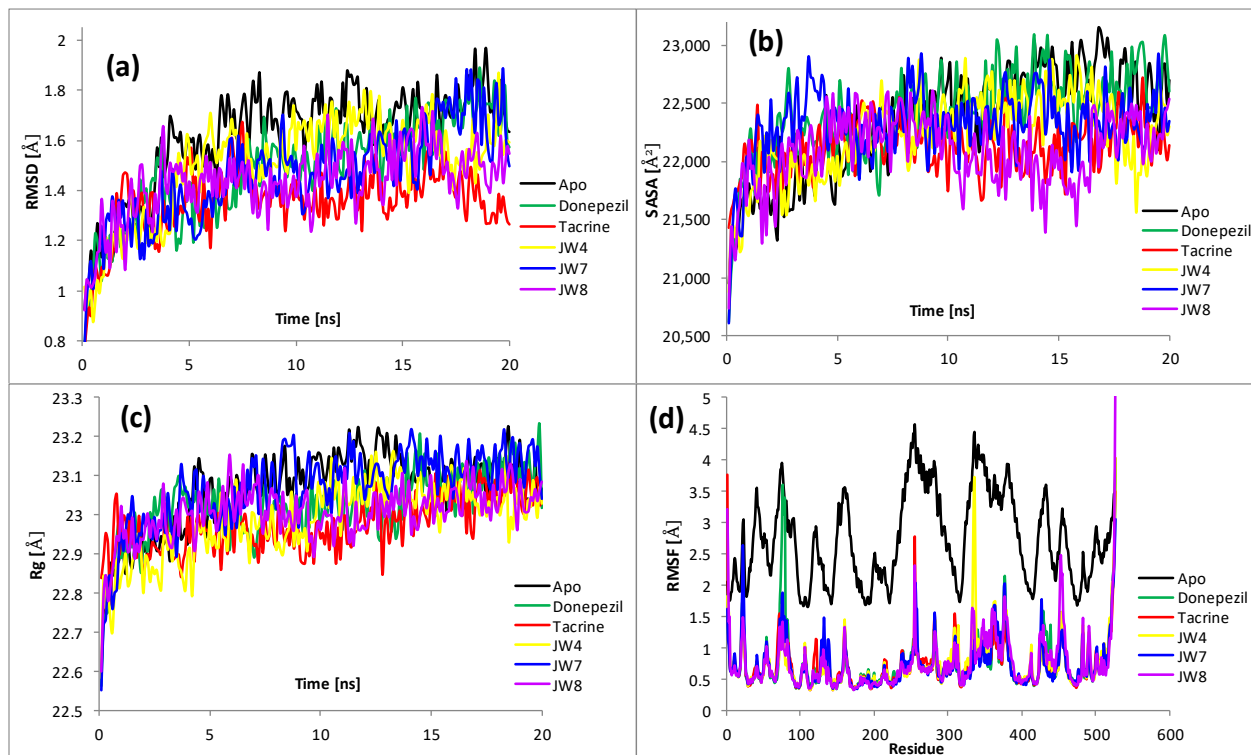 (a)
RMSD [Å]
2
1.8
1.6
1.4
1.2
1
0.8
0 5 10 15 20
Time [ns]
Apo
Donepezil
Tacrine
JW4
JW7
JW8
(b)
SASA [Å²]
23,000
22,500
22,000
21,500
21,000
20,500
0 5 10 15 20
Time [ns]
Apo
Donepezil
Tacrine
JW4
JW7
JW8
(c)
Rg [Å]
23.3
23.2
23.1
23
22.9
22.8
22.7
22.6
22.5
0 5 10 15 20
Time [ns]
Apo
Donepezil
Tacrine
JW4
JW7
JW8
(d)
RMSF [Å]
5
4.5
4
3.5
3
2.5
2
1.5
1
0.5
0
0 100 200 300 400 500 600
Residue
Apo
Donepezil
Tacrine
JW4
JW7
JW8